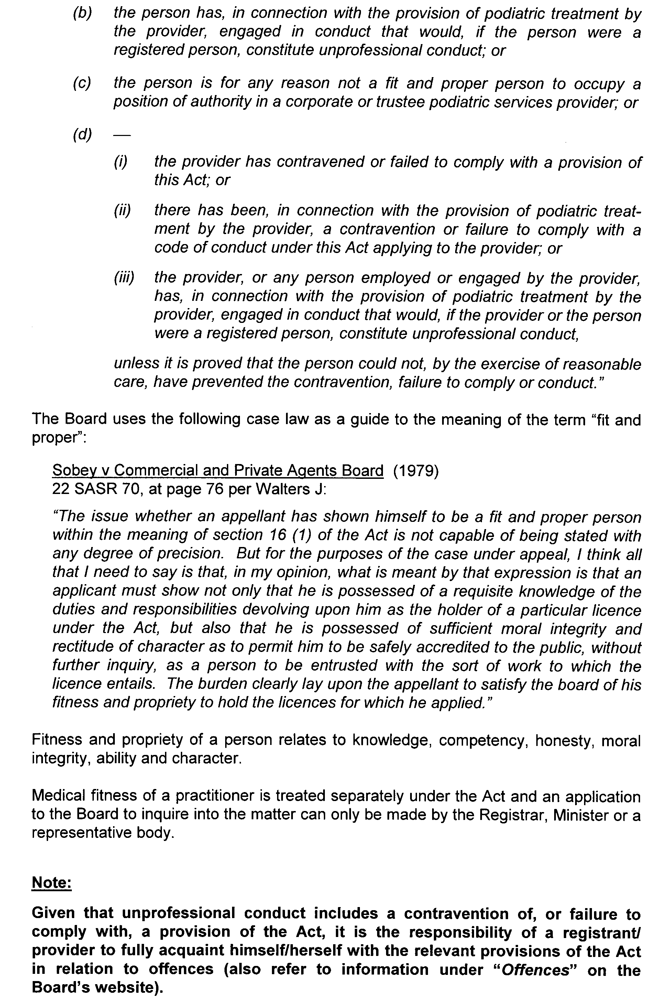 (b) the person has, in connection with the provision of podiatric treatment by
the provider, engaged in conduct that would, if the person were a
registered person, constitute unprofessional conduct; or
(c) the person is for any reason not a fit and proper person to occupy a
position of authority in a corporate or trustee podiatric services provider; or
(d) —
(i) the provider has contravened or failed to comply with a provision of
this Act; or
(ii) there has been, in connection with the provision of podiatric treat-
ment by the provider, a contravention or failure to comply with a
code of conduct under this Act applying to the provider; or
(iii) the provider, or any person employed or engaged by the provider,
has, in connection with the provision of podiatric treatment by the
provider, engaged in conduct that would, if the provider or the person
were a registered person, constitute unprofessional conduct,
unless it is proved that the person could not, by the exercise of reasonable
care, have prevented the contravention, failure to comply or conduct.”
The Board uses the following case law as a guide to the meaning of the term “fit and
proper”:
Sobey v Commercial and Private Agents Board (1979)
22 SASR 70, at page 76 per Walters J:
“The issue whether an appellant has shown himself to be a fit and proper person
within the meaning of section 16 (1) of the Act is not capable of being stated with
any degree of precision. But for the purposes of the case under appeal, I think all
that I need to say is that, in my opinion, what is meant by that expression is that an
applicant must show not only that he is possessed of a requisite knowledge of the
duties and responsibilities devolving upon him as the holder of a particular licence
under the Act, but also that he is possessed of sufficient moral integrity and
rectitude of character as to permit him to be safely accredited to the public, without
further inquiry, as a person to be entrusted with the sort of work to which the
licence entails. The burden clearly lay upon the appellant to satisfy the board of his
fitness and propriety to hold the licences for which he applied.”
Fitness and propriety of a person relates to knowledge, competency, honesty, moral
integrity, ability and character.
Medical fitness of a practitioner is treated separately under the Act and an application
to the Board to inquire into the matter can only be made by the Registrar, Minister or a
representative body.
Note:
Given that unprofessional conduct includes a contravention of, or failure to
comply with, a provision of the Act, it is the responsibility of a registrant/
provider to fully acquaint himself/herself with the relevant provisions of the Act
in relation to offences (also refer to information under “Offences” on the
Board’s website).